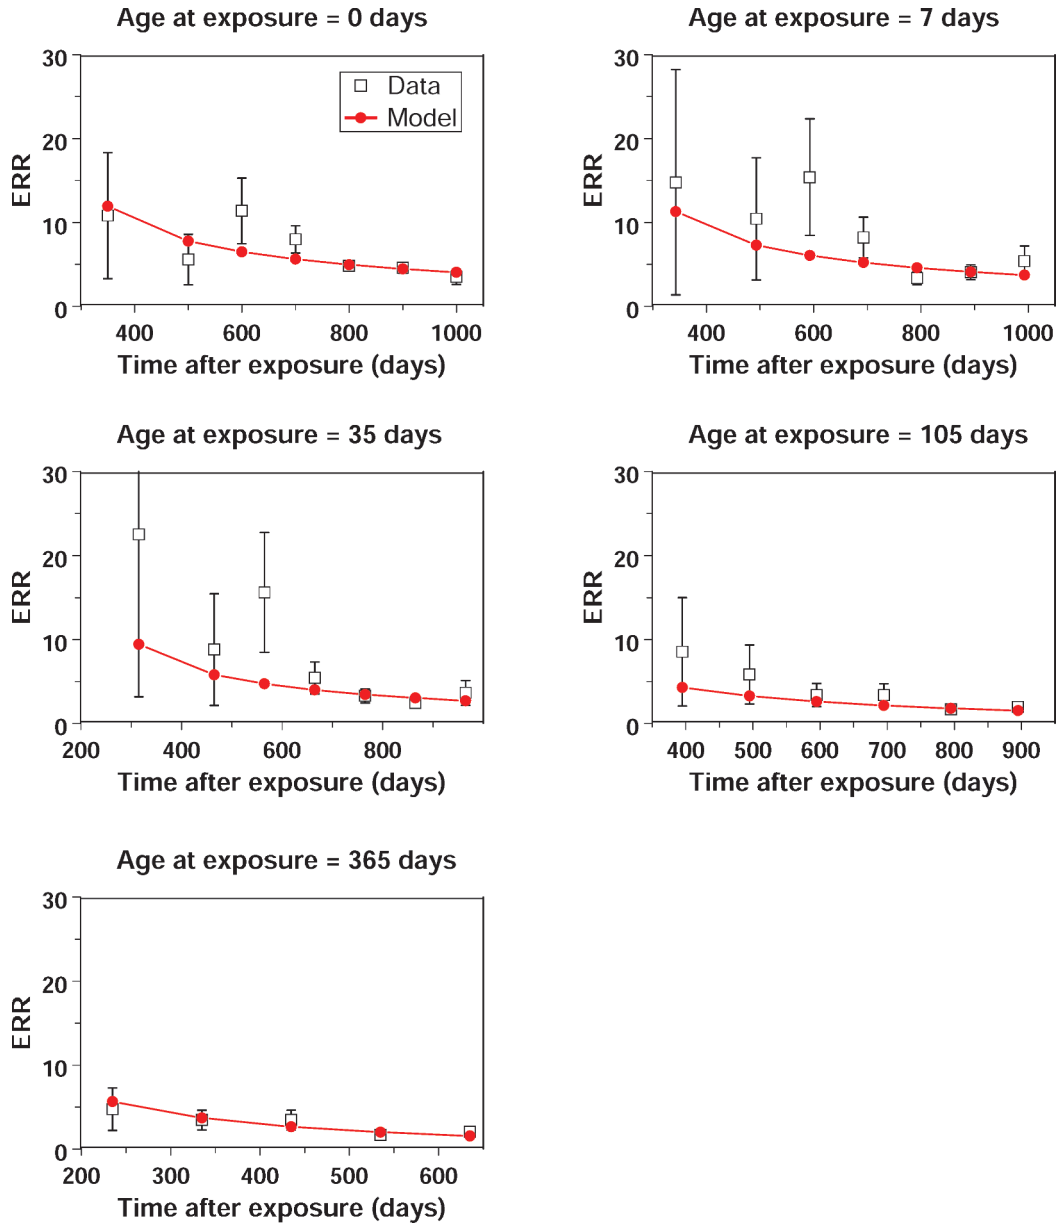 Age at exposure = 0 days
30
20
10
0
ERR
Data
Model
400 600 800 1000
Time after exposure (days)
Age at exposure = 7 days
30
20
10
0
ERR
400 600 800 1000
Time after exposure (days)
Age at exposure = 35 days
30
20
10
0
ERR
200 400 600 800
Time after exposure (days)
Age at exposure = 105 days
30
20
10
0
ERR
400 500 600 700 800 900
Time after exposure (days)
Age at exposure = 365 days
30
20
10
0
ERR
200 300 400 500 600
Time after exposure (days)